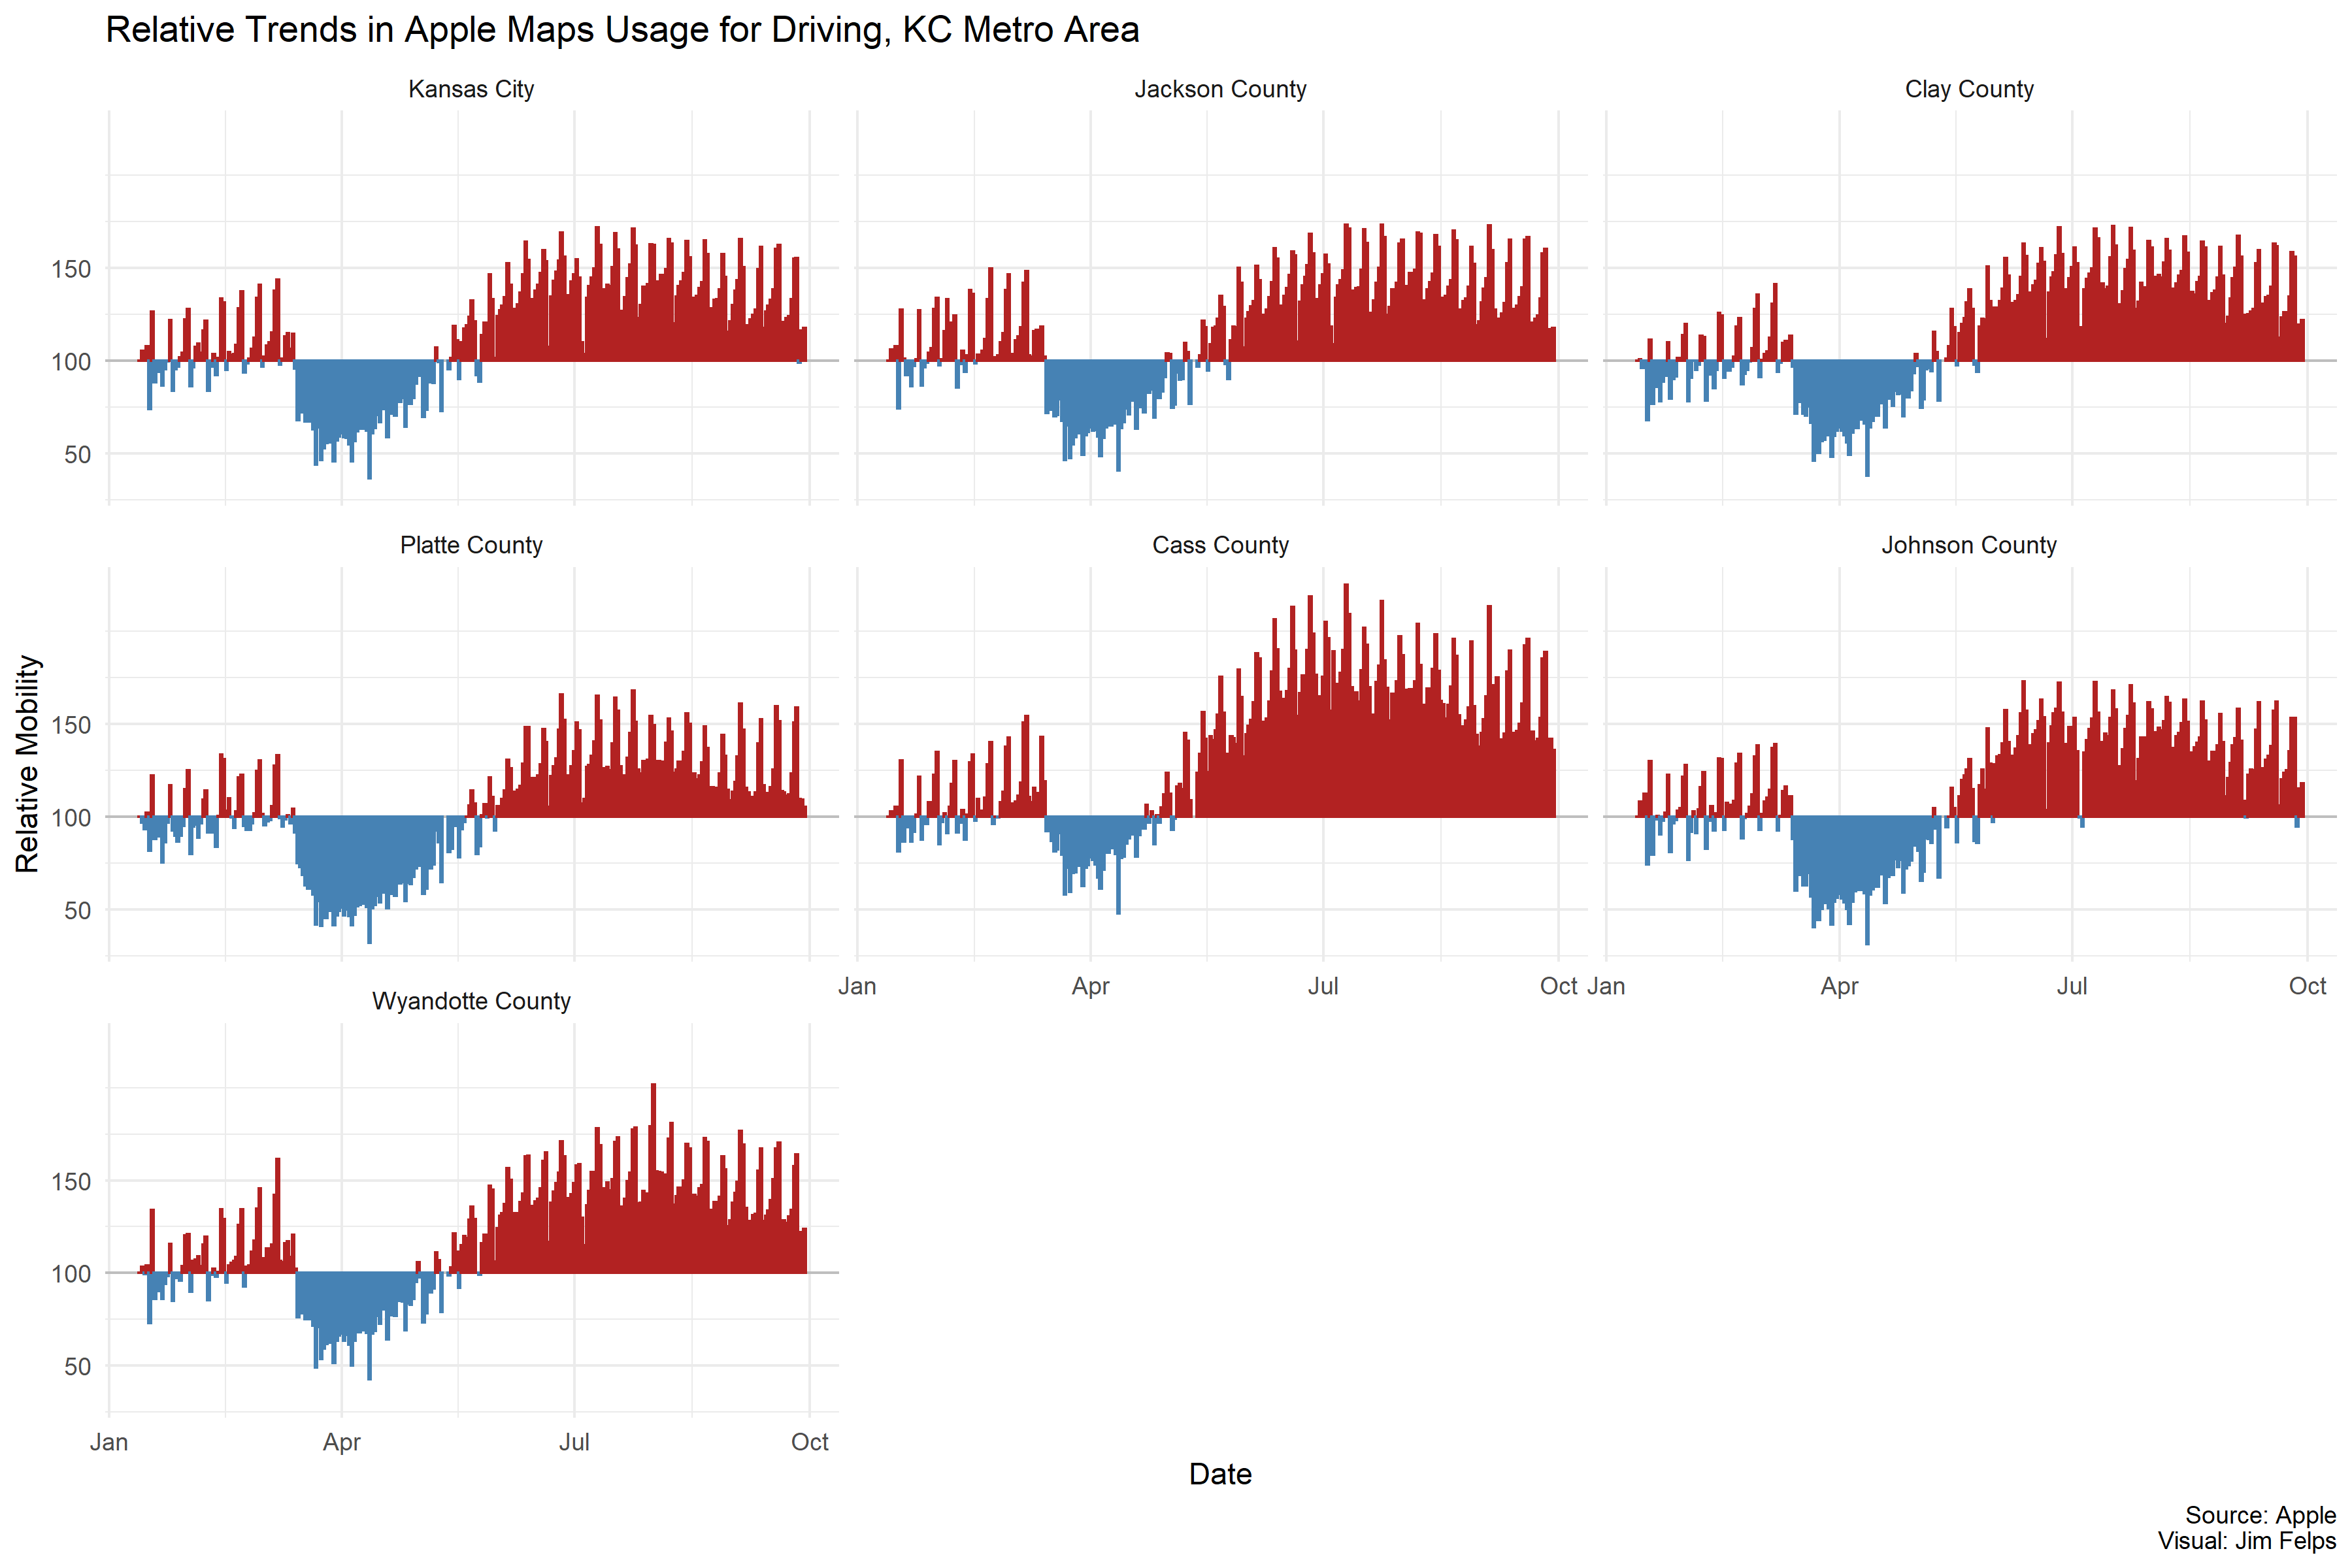 Relative Trends in Apple Maps Usage for Driving, KC Metro Area
Kansas City
Jackson County
Clay County
150
100
50
Platte County
Cass County
Johnson County
Relative Mobility
150
100
50
Jan Apr Jul Oct
Jan Apr Jul Oct
Wyandotte County
150
100
50
Jan Apr Jul Oct
Date
Source: Apple
Visual: Jim Felps